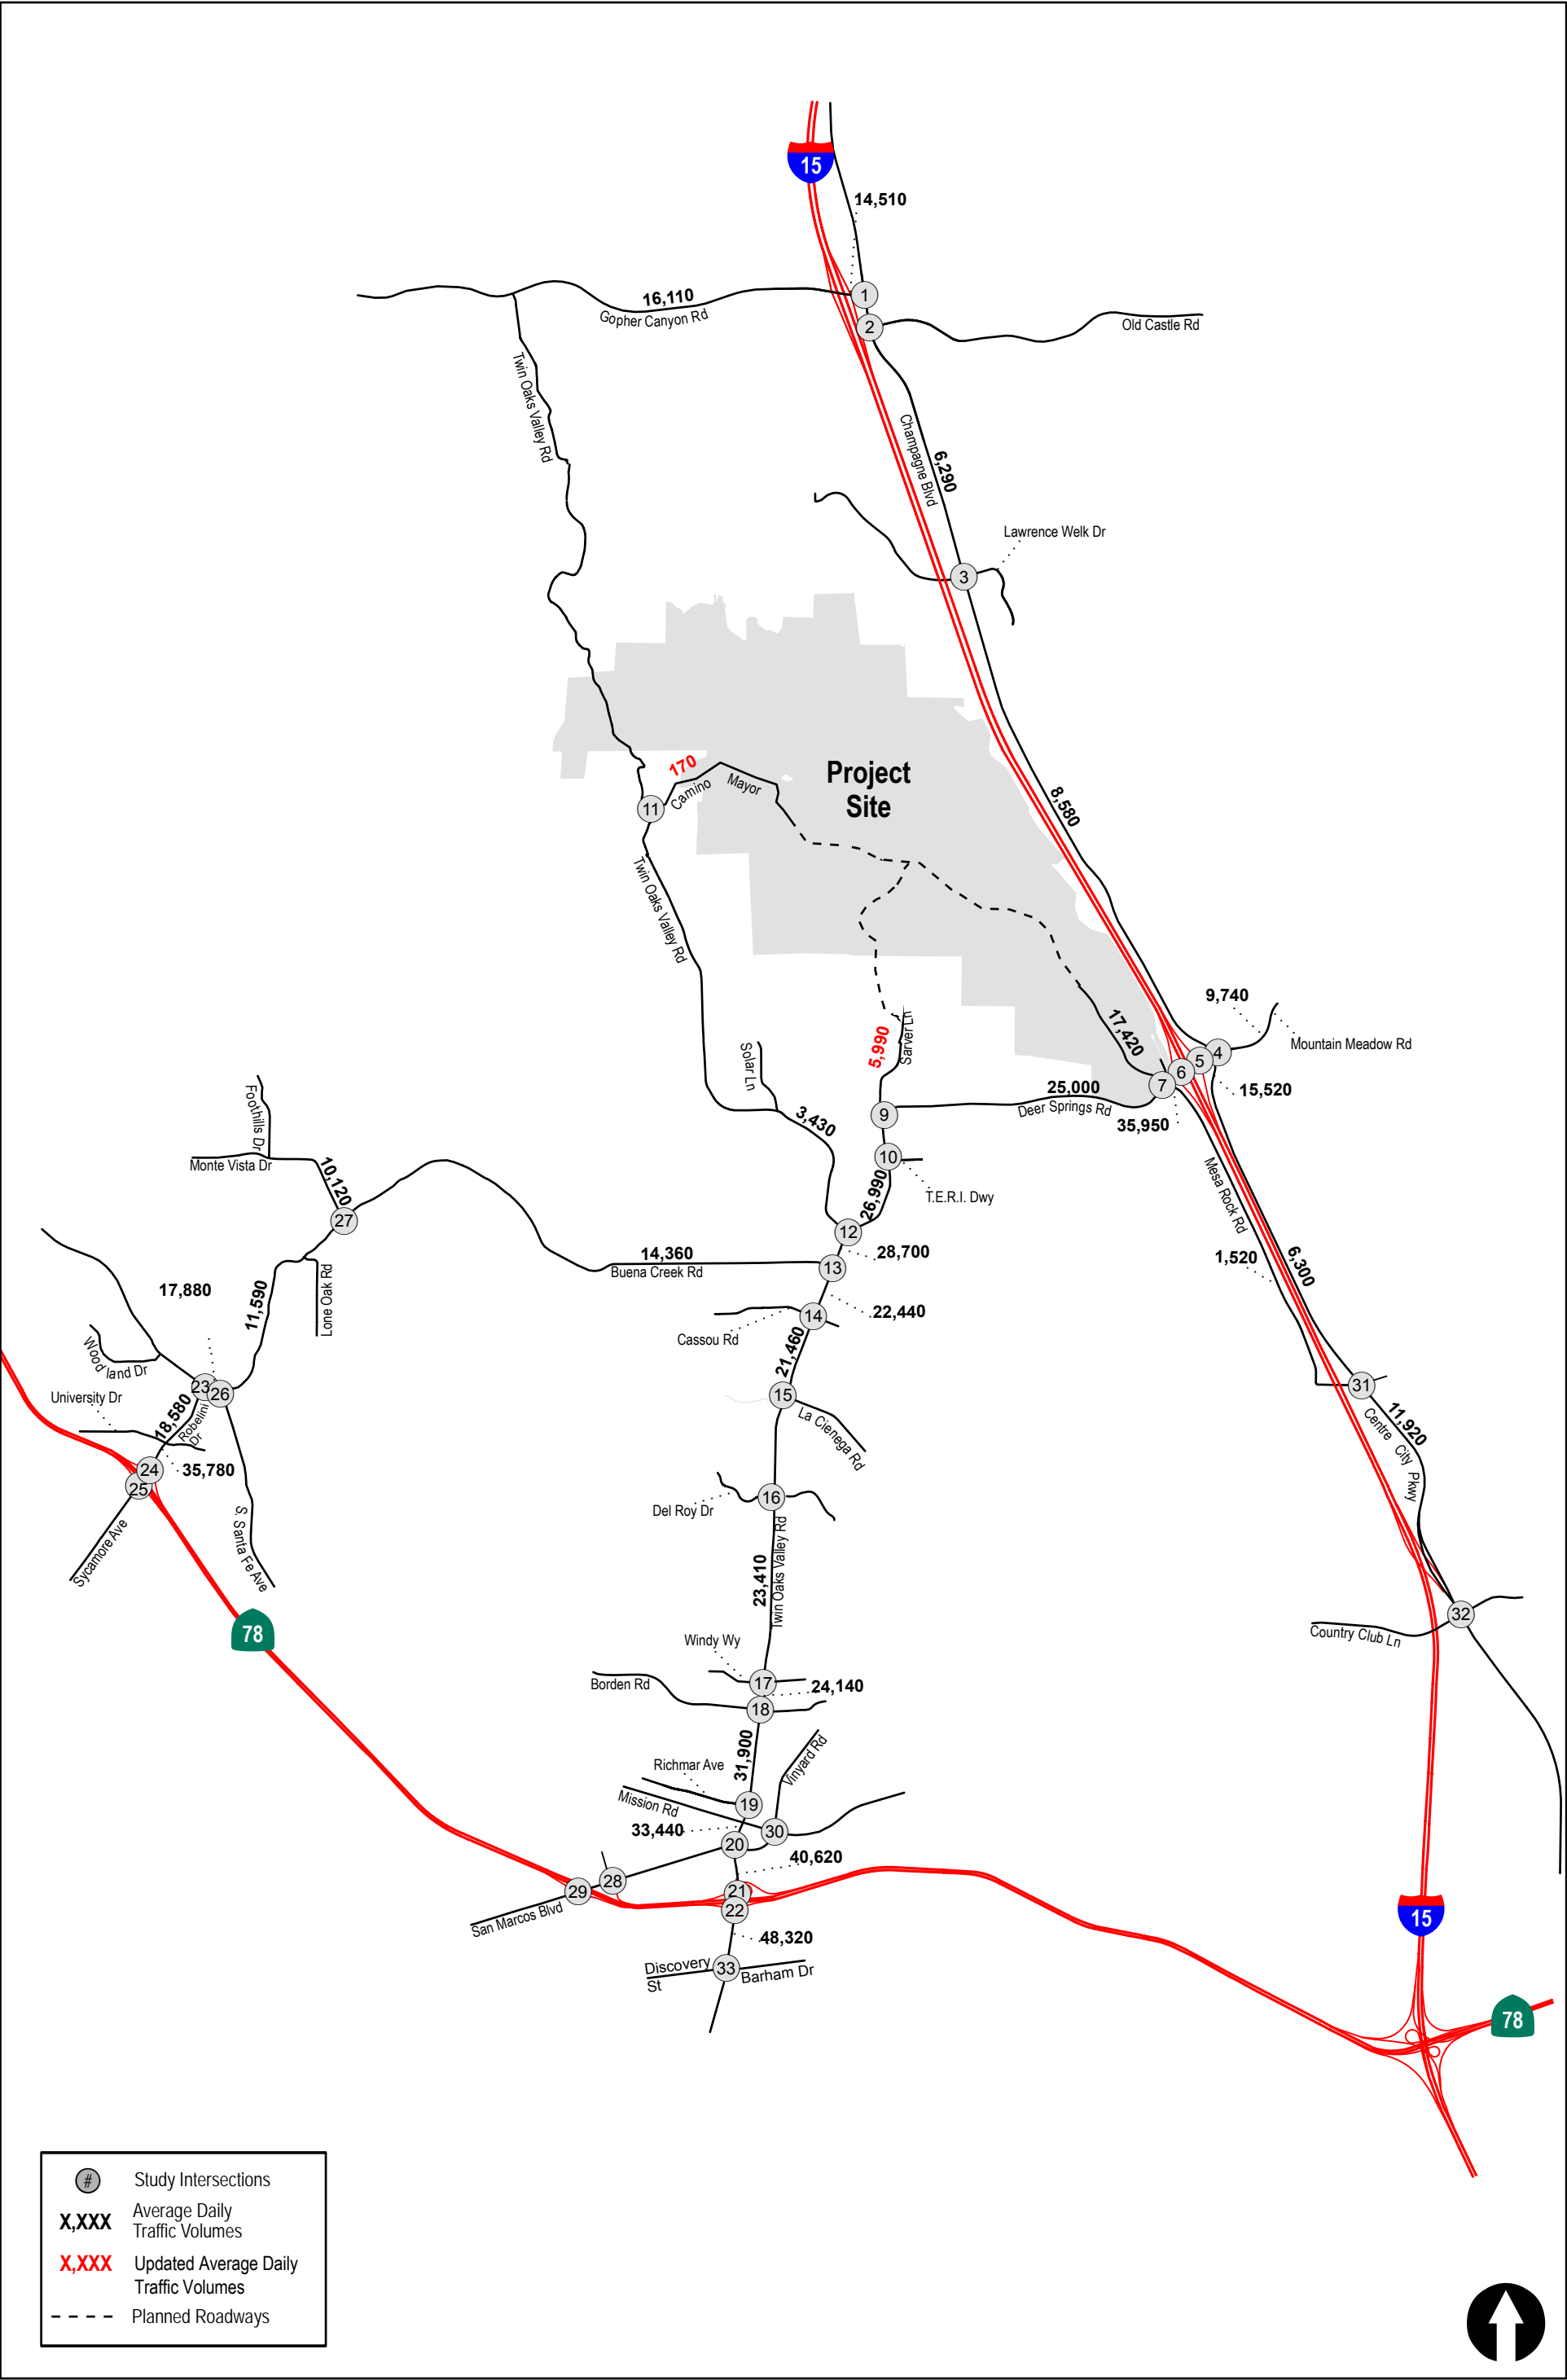 15
14,510
1
16,110
Gopher Canyon Rd
2
Old Castle Rd
Twin Oaks Valley Rd
Champagne Blvd
6,290
Lawrence Welk Dr
3
Project
Site
170
Camino Mayor
11
8,580
Twin Oaks Valley Rd
9,740
Mountain Meadow Rd
17,420
5,990
Sarver Ln
Solar Ln
4
5
6
7
15,520
25,000
Deer Springs Rd
35,950
Foothills Dr
3,430
9
Monte Vista Dr
10,120
10
26,990
T.E.R.I. Dwy
Mesa Rock Rd
27
12
28,700
14,360
Buena Creek Rd
13
1,520
6,300
17,880
11,590
Lone Oak Rd
22,440
14
Cassou Rd
21,460
Wood land Dr
23
26
University Dr
18,580
Robelini
Dr
15
La Cienega Rd
31
11,920
Centre City Pkwy
24
35,780
25
Del Roy Dr
16
Sycamore Ave
S. Santa Fe Ave
23,410
Twin Oaks Valley Rd
78
32
Country Club Ln
Windy Wy
Borden Rd
17
24,140
18
31,900
Richmar Ave
Vinyard Rd
Mission Rd
19
33,440
30
20
40,620
28
29
21
22
San Marcos Blvd
15
48,320
Discovery
St
33
Barham Dr
78
# Study Intersections
X,XXX Average Daily
Traffic Volumes
X,XXX Updated Average Daily
Traffic Volumes
Planned Roadways